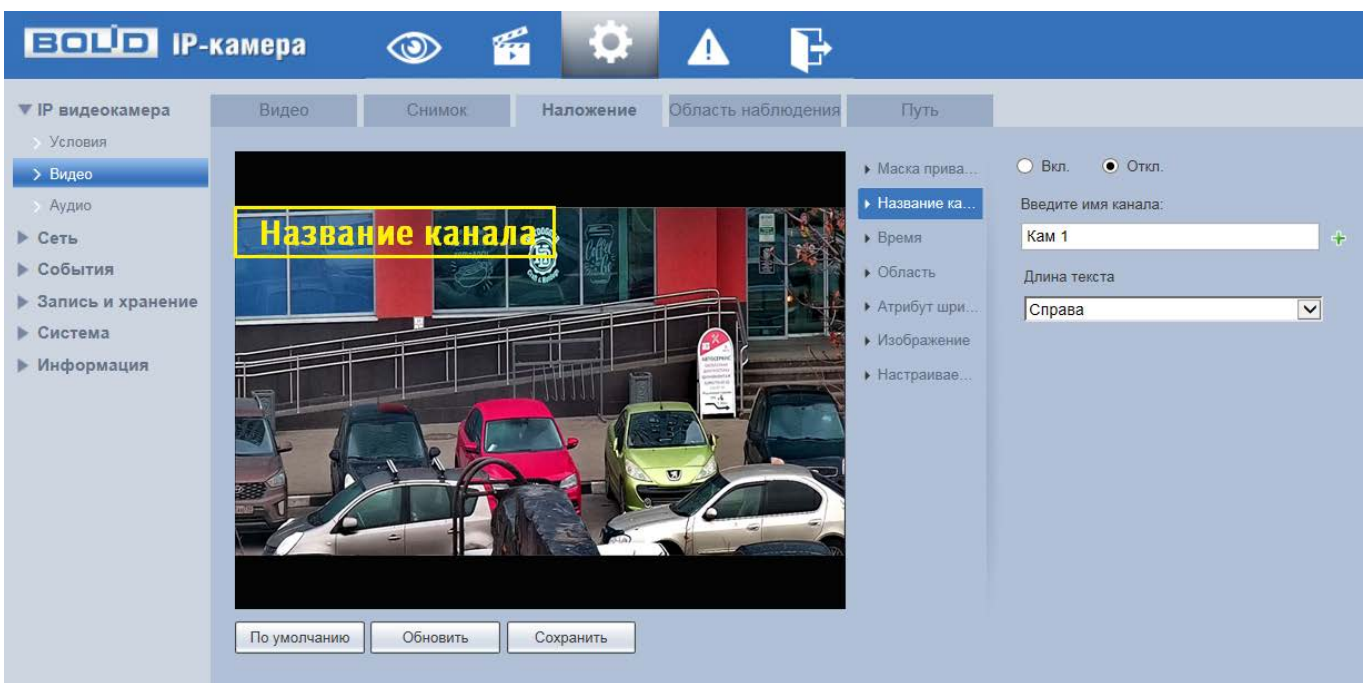 BOLID IP-камера
IP видеокамера
Условия
Видео
Аудио
Сеть
События
Запись и хранение
Система
Информация
Видео
Снимок
Наложение
Область наблюдения
Путь
Название канала
АВТОСЕРВИС
Маска прива...
Название ка...
Время
Область
Атрибут шри...
Изображение
Настраивае...
Вкл.
Откл.
Введите имя канала:
Кам 1
Длина текста
Справа
По умолчанию
Обновить
Сохранить